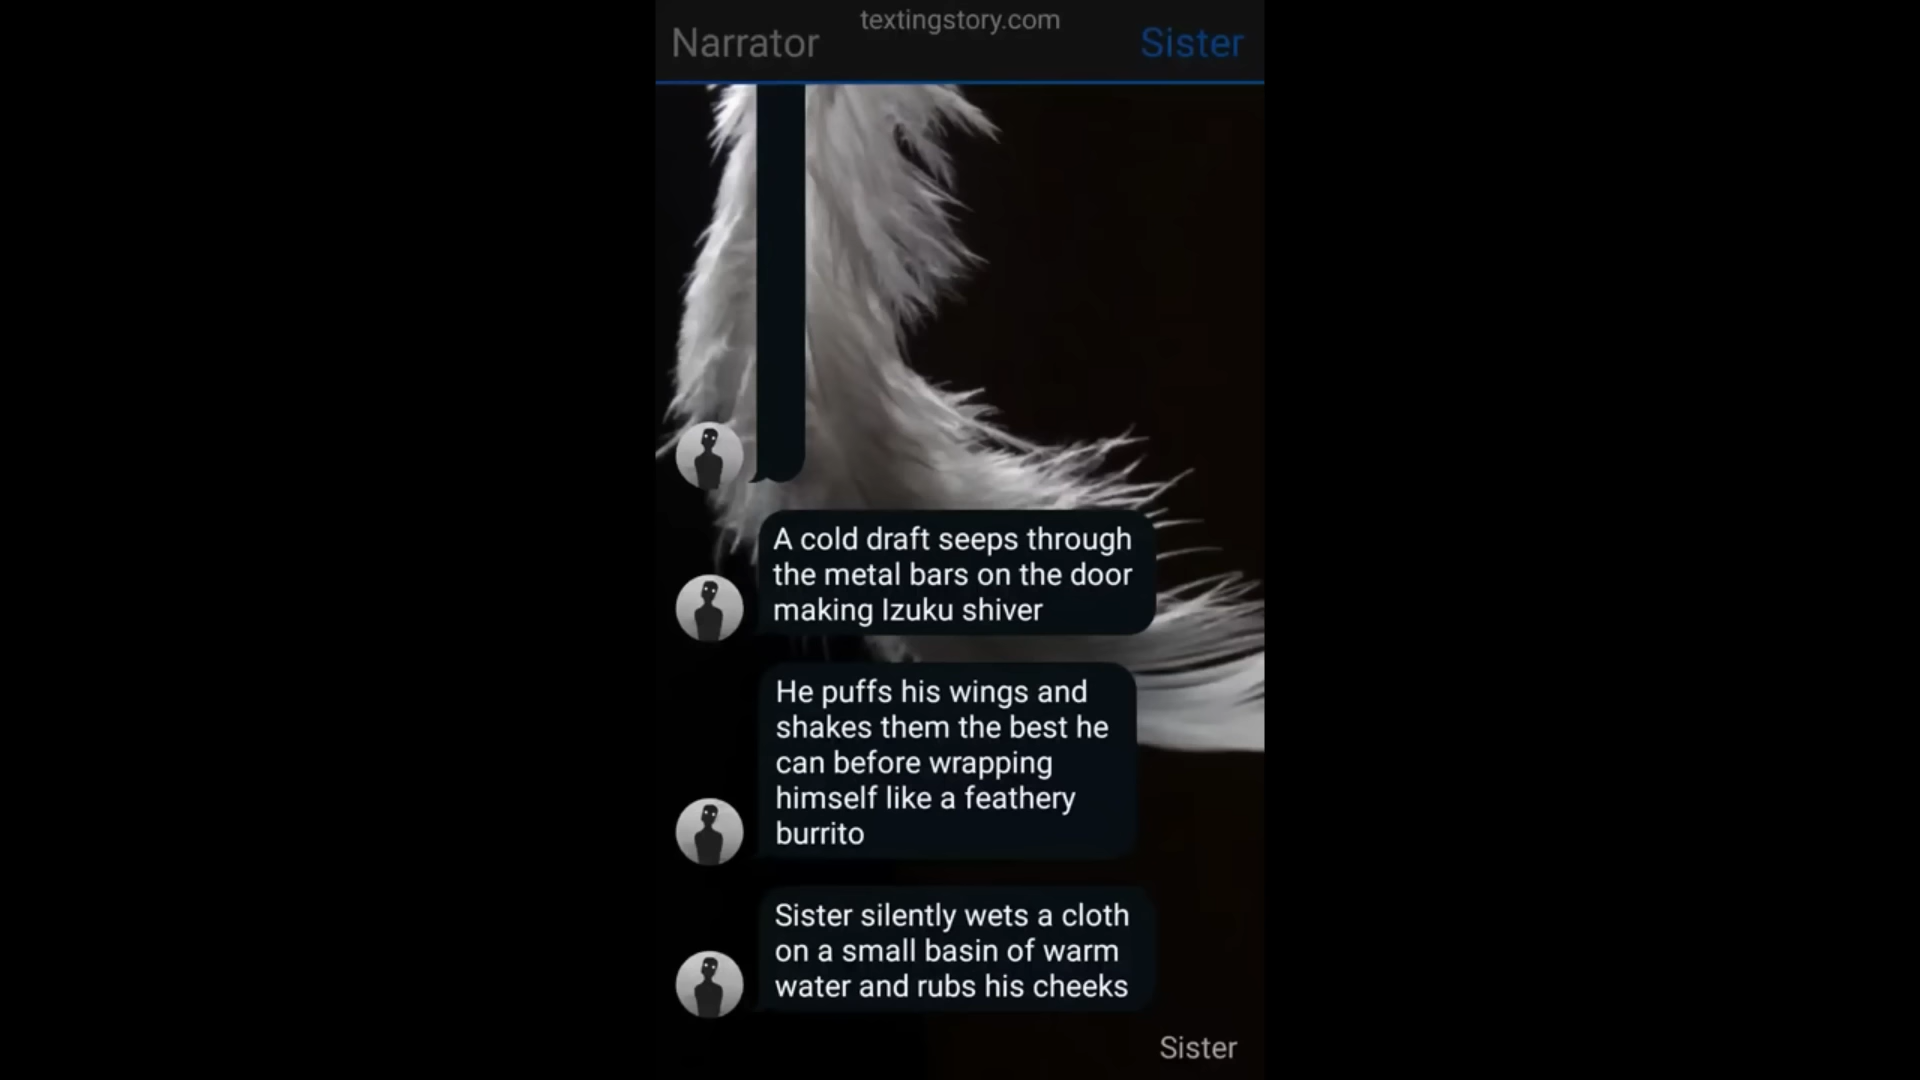 textingstory.com
Narrator
Sister
A cold draft seeps through
the metal bars on the door
making Izuku shiver
He puffs his wings and
shakes them the best he
can before wrapping
himself like a feathery
burrito
Sister silently wets a cloth
on a small basin of warm
water and rubs his cheeks
Sister